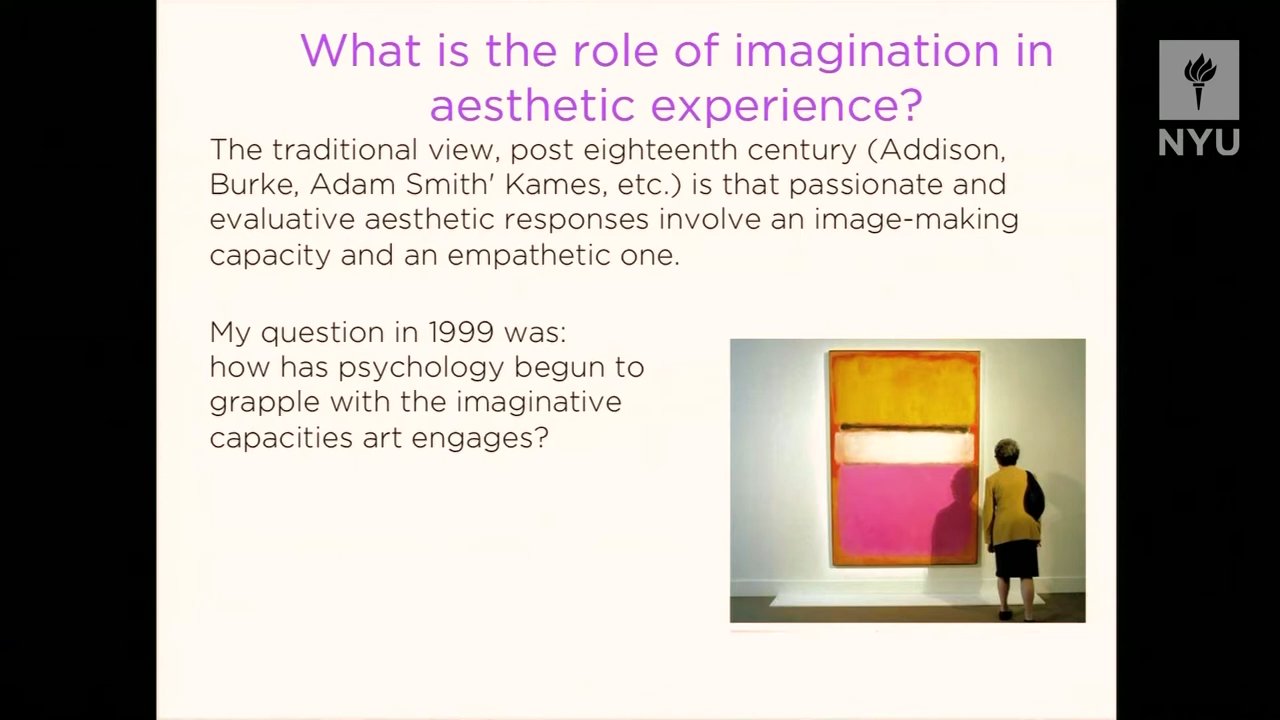 What is the role of imagination in
aesthetic experience?
The traditional view, post eighteenth century (Addison,
Burke, Adam Smith' Kames, etc.) is that passionate and
evaluative aesthetic responses involve an image-making
capacity and an empathetic one.
My question in 1999 was:
how has psychology begun to
grapple with the imaginative
capacities art engages?
NYU